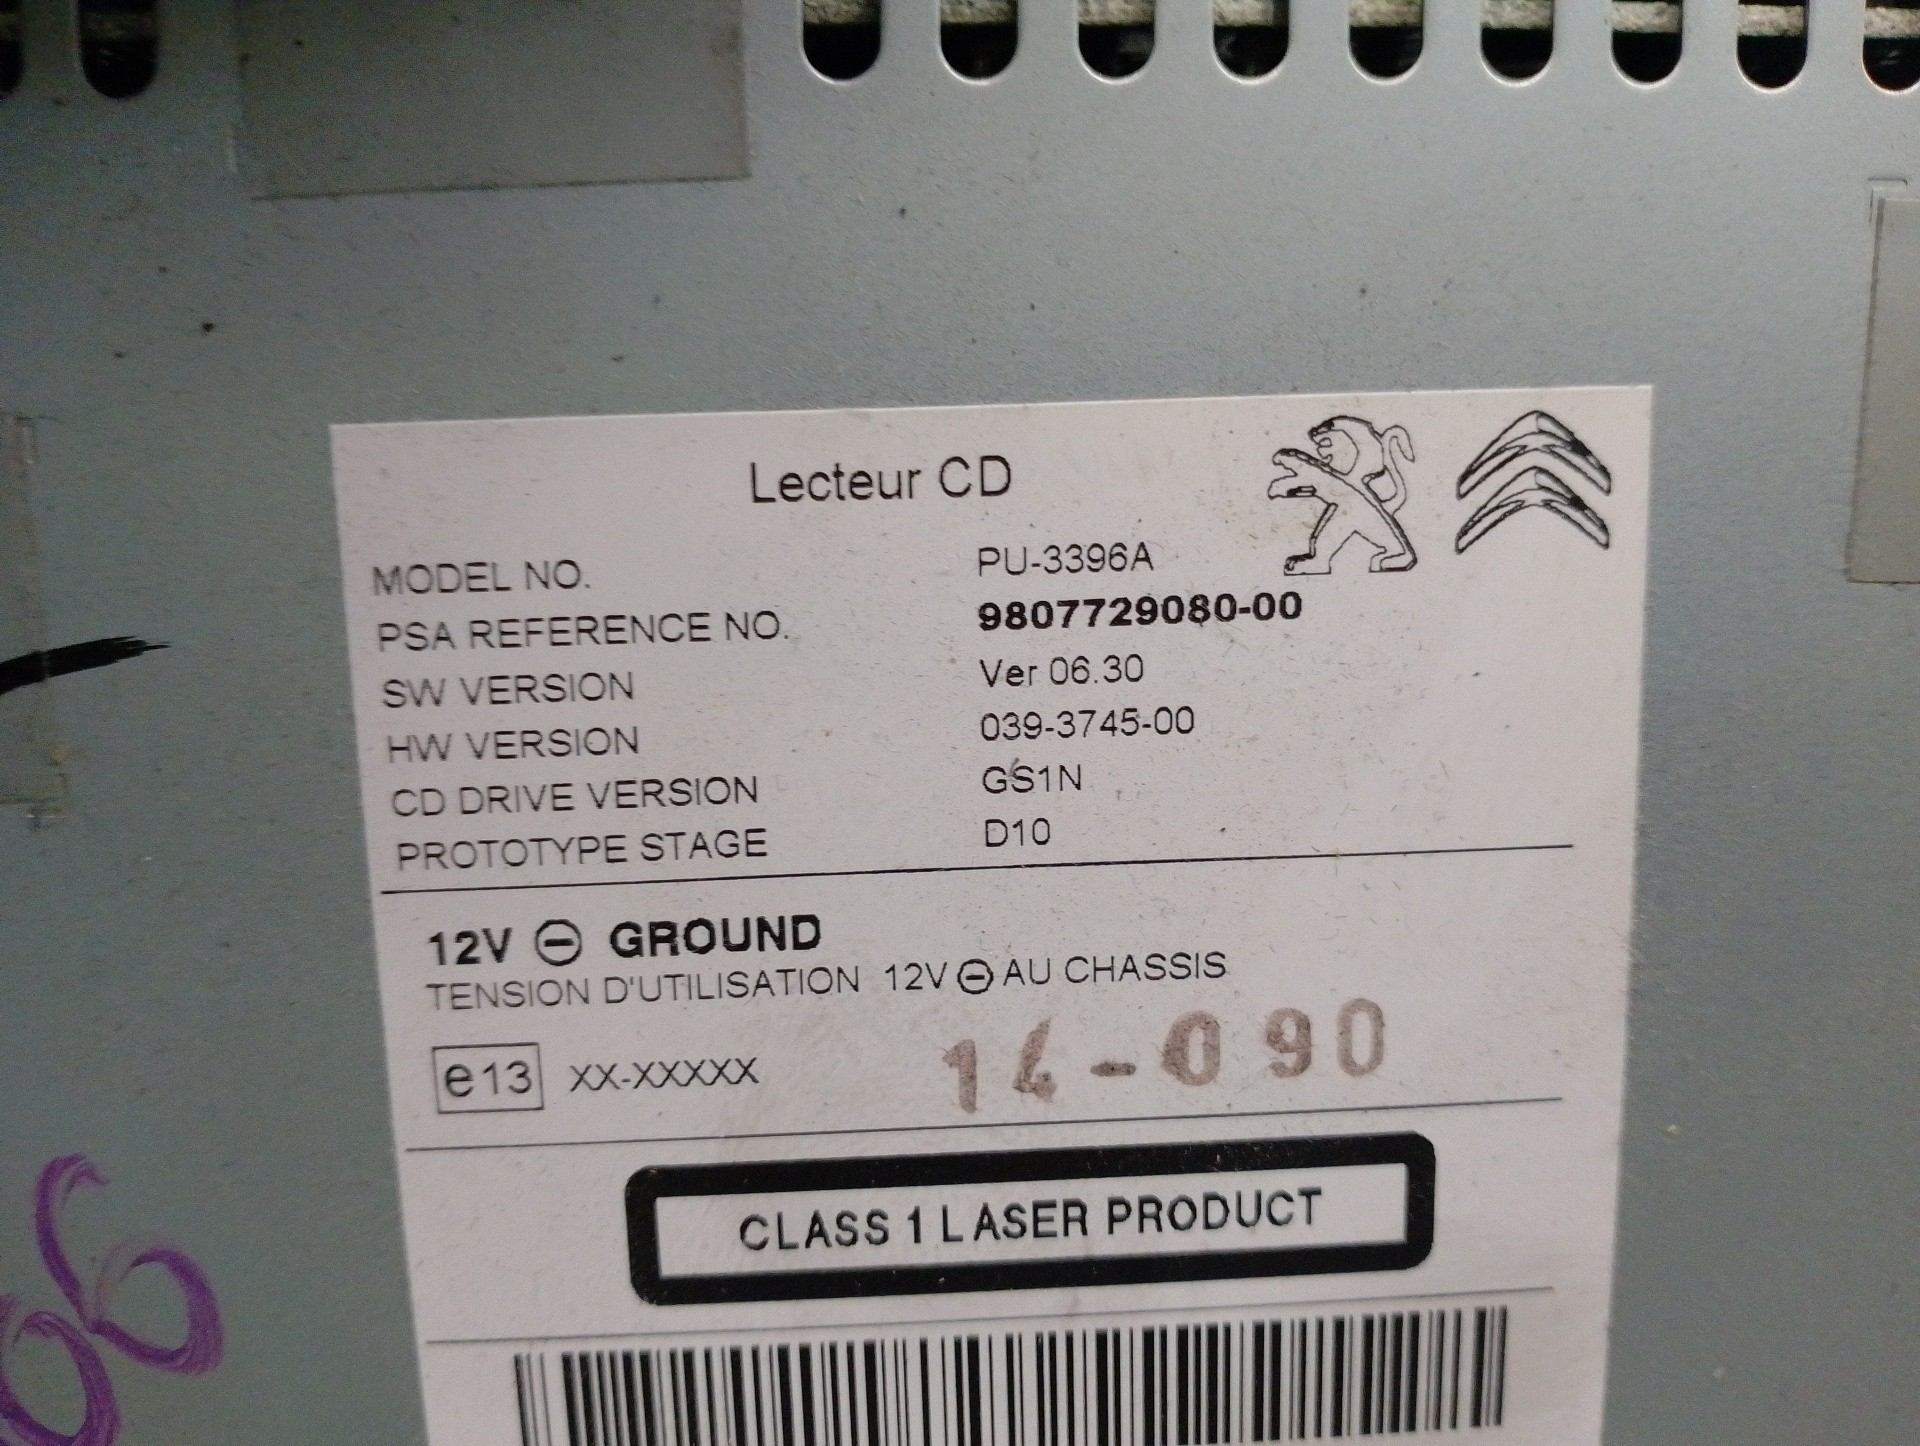 Lecteur CD
MODEL NO. PU-3396A
PSA REFERENCE NO. 9807729080-00
SW VERSION Ver 06.30
HW VERSION 039-3745-00
CD DRIVE VERSION GS1N
PROTOTYPE STAGE D10
12V ⊖ GROUND
TENSION D'UTILISATION 12V ⊖ AU CHASSIS
e13 XX-XXXXX 14-090
CLASS 1 LASER PRODUCT
06